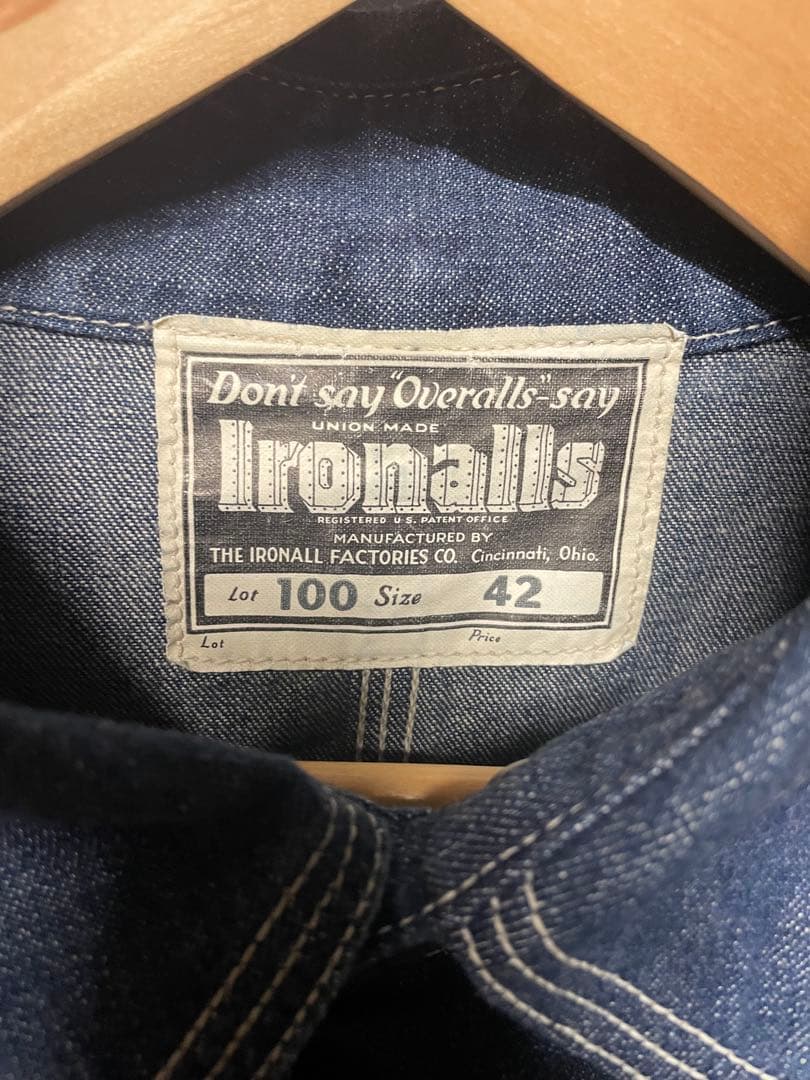 Don't say "Overalls"-say
UNION MADE
Ironalls
REGISTERED U.S. PATENT OFFICE
MANUFACTURED BY
THE IRONALL FACTORIES CO. Cincinnati, Ohio.
Lot 100 Size 42
Lot Price